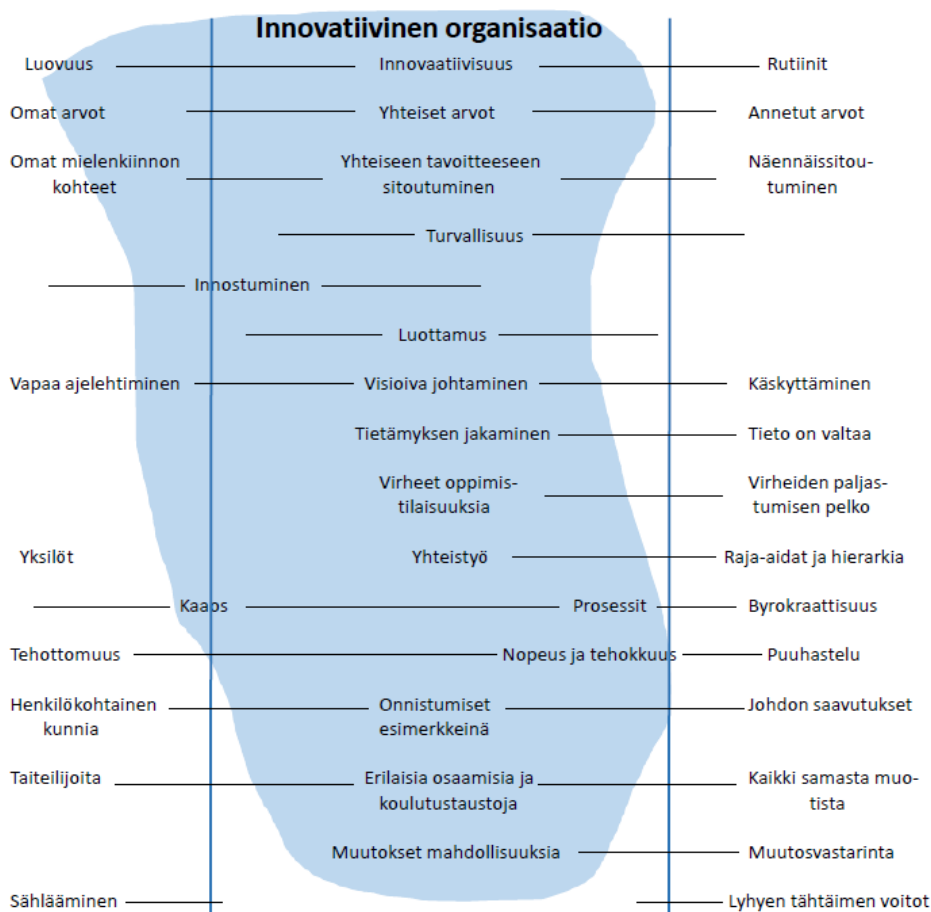 Innovatiivinen organisaatio
Luovuus Innovaatiivisuus Rutiinit
Omat arvot Yhteiset arvot Annetut arvot
Omat mielenkiinnon Yhteiseen tavoitteeseen Näennäissitou-
kohteet sitoutuminen tuminen
Turvallisuus
Innostuminen
Luottamus
Vapaa ajelehtiminen Visioiva johtaminen Käskyttäminen
Tietämyksen jakaminen Tieto on valtaa
Virheet oppimis- Virheiden paljas-
tilaisuuksia tumisen pelko
Yksilöt Yhteistyö Raja-aidat ja hierarkia
Kaaos Prosessit Byrokraattisuus
Tehottomuus Nopeus ja tehokkuus Puuhastelu
Henkilökohtainen Onnistumiset Johdon saavutukset
kunnia esimerkkeinä
Taiteilijoita Erilaisia osaamisia ja Kaikki samasta muo-
koulutustaustoja tista
Muutokset mahdollisuuksia Muutosvastarinta
Sählääminen Lyhyen tähtäimen voitot